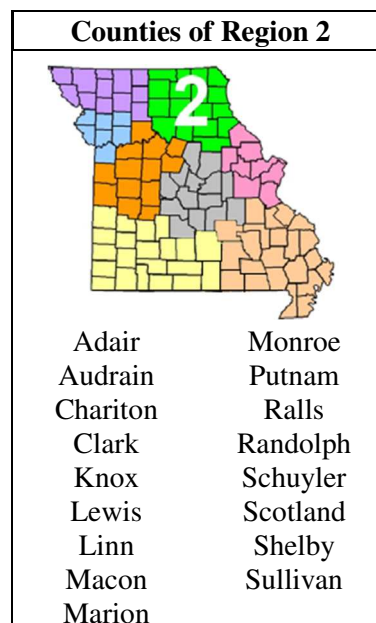 Counties of Region 2
2
Adair
Audrain
Chariton
Clark
Knox
Lewis
Linn
Macon
Marion
Monroe
Putnam
Ralls
Randolph
Schuyler
Scotland
Shelby
Sullivan